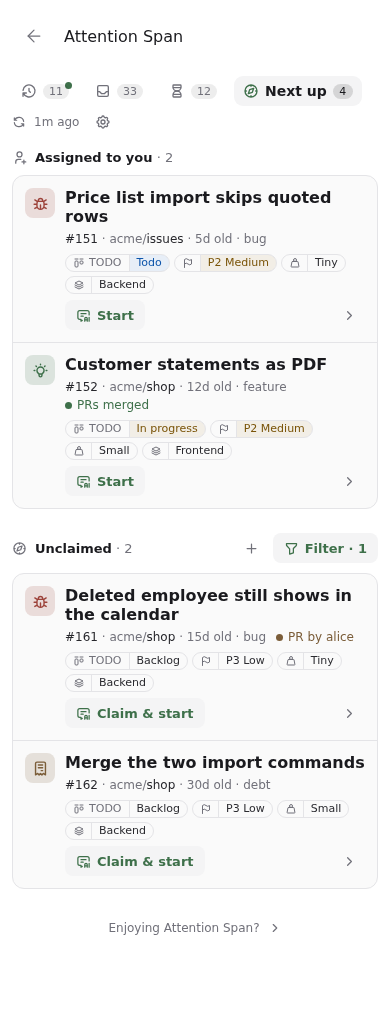 Attention Span
11
33
12
Next up 4
1m ago
Assigned to you · 2
Price list import skips quoted
rows
#151 · acme/issues · 5d old · bug
TODO Todo P2 Medium Tiny
Backend
Start
Customer statements as PDF
#152 · acme/shop · 12d old · feature
PRs merged
TODO In progress P2 Medium
Small Frontend
Start
Unclaimed · 2
Filter · 1
Deleted employee still shows in
the calendar
#161 · acme/shop · 15d old · bug PR by alice
TODO Backlog P3 Low Tiny
Backend
Claim & start
Merge the two import commands
#162 · acme/shop · 30d old · debt
TODO Backlog P3 Low Small
Backend
Claim & start
Enjoying Attention Span?